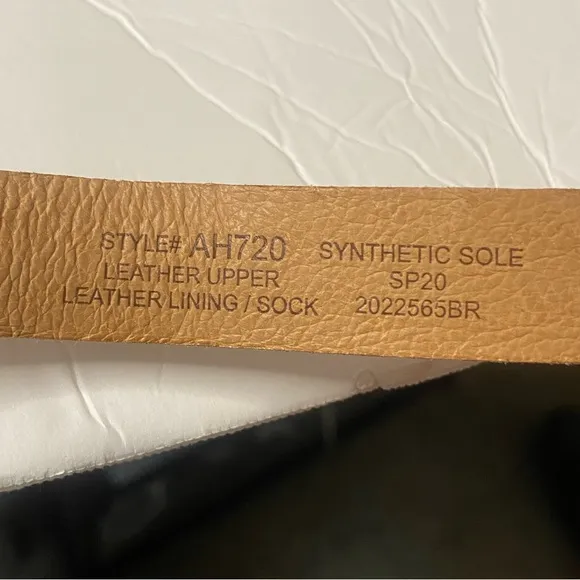 STYLE# AH720
LEATHER UPPER
LEATHER LINING / SOCK
SYNTHETIC SOLE
SP20
2022565BR